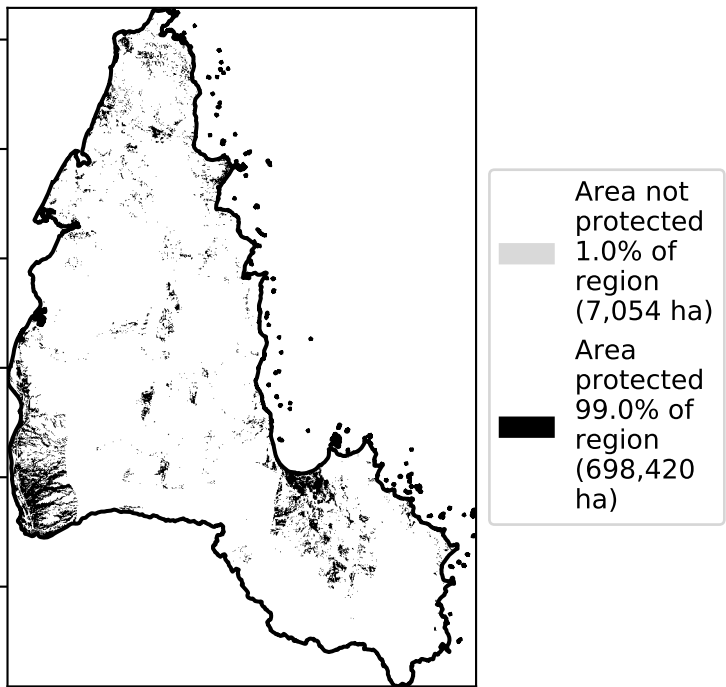 Area not
protected
1.0% of
region
(7,054 ha)
Area
protected
99.0% of
region
(698,420
ha)